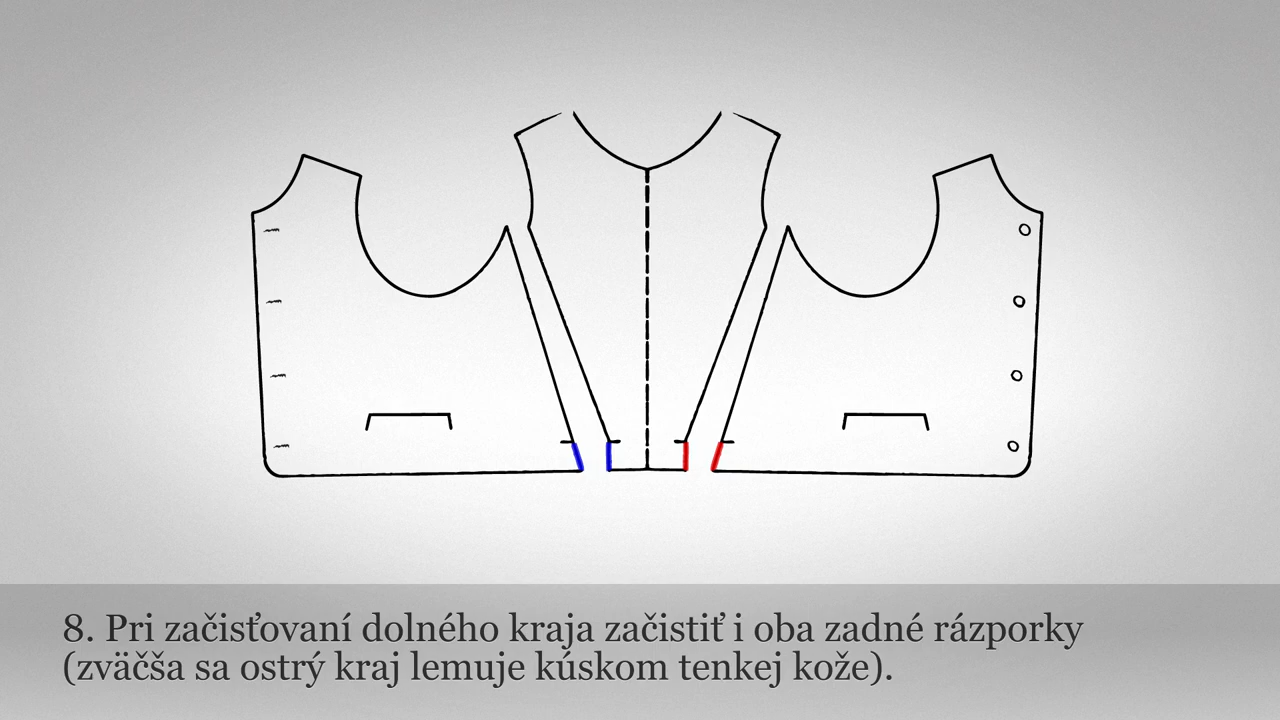 8. Pri začisťovaní dolného kraja začistiť i oba zadné rázporky
(zväčša sa ostrý kraj lemuje kúskom tenkej kože).